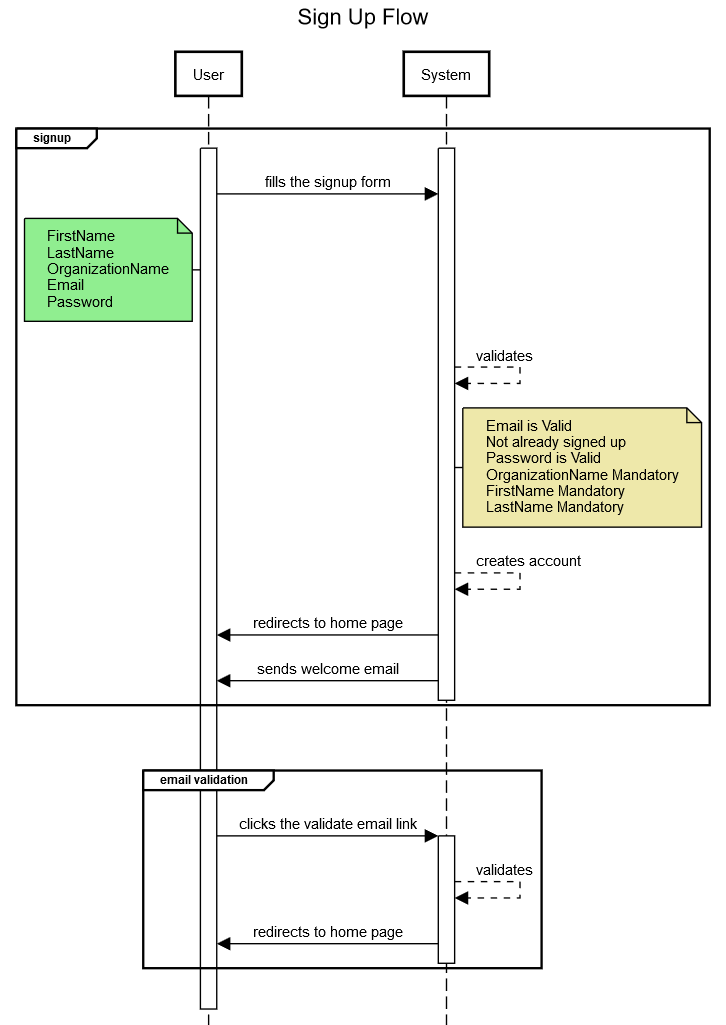 Sign Up Flow
User
System
signup
fills the signup form
FirstName
LastName
OrganizationName
Email
Password
validates
Email is Valid
Not already signed up
Password is Valid
OrganizationName Mandatory
FirstName Mandatory
LastName Mandatory
creates account
redirects to home page
sends welcome email
email validation
clicks the validate email link
validates
redirects to home page